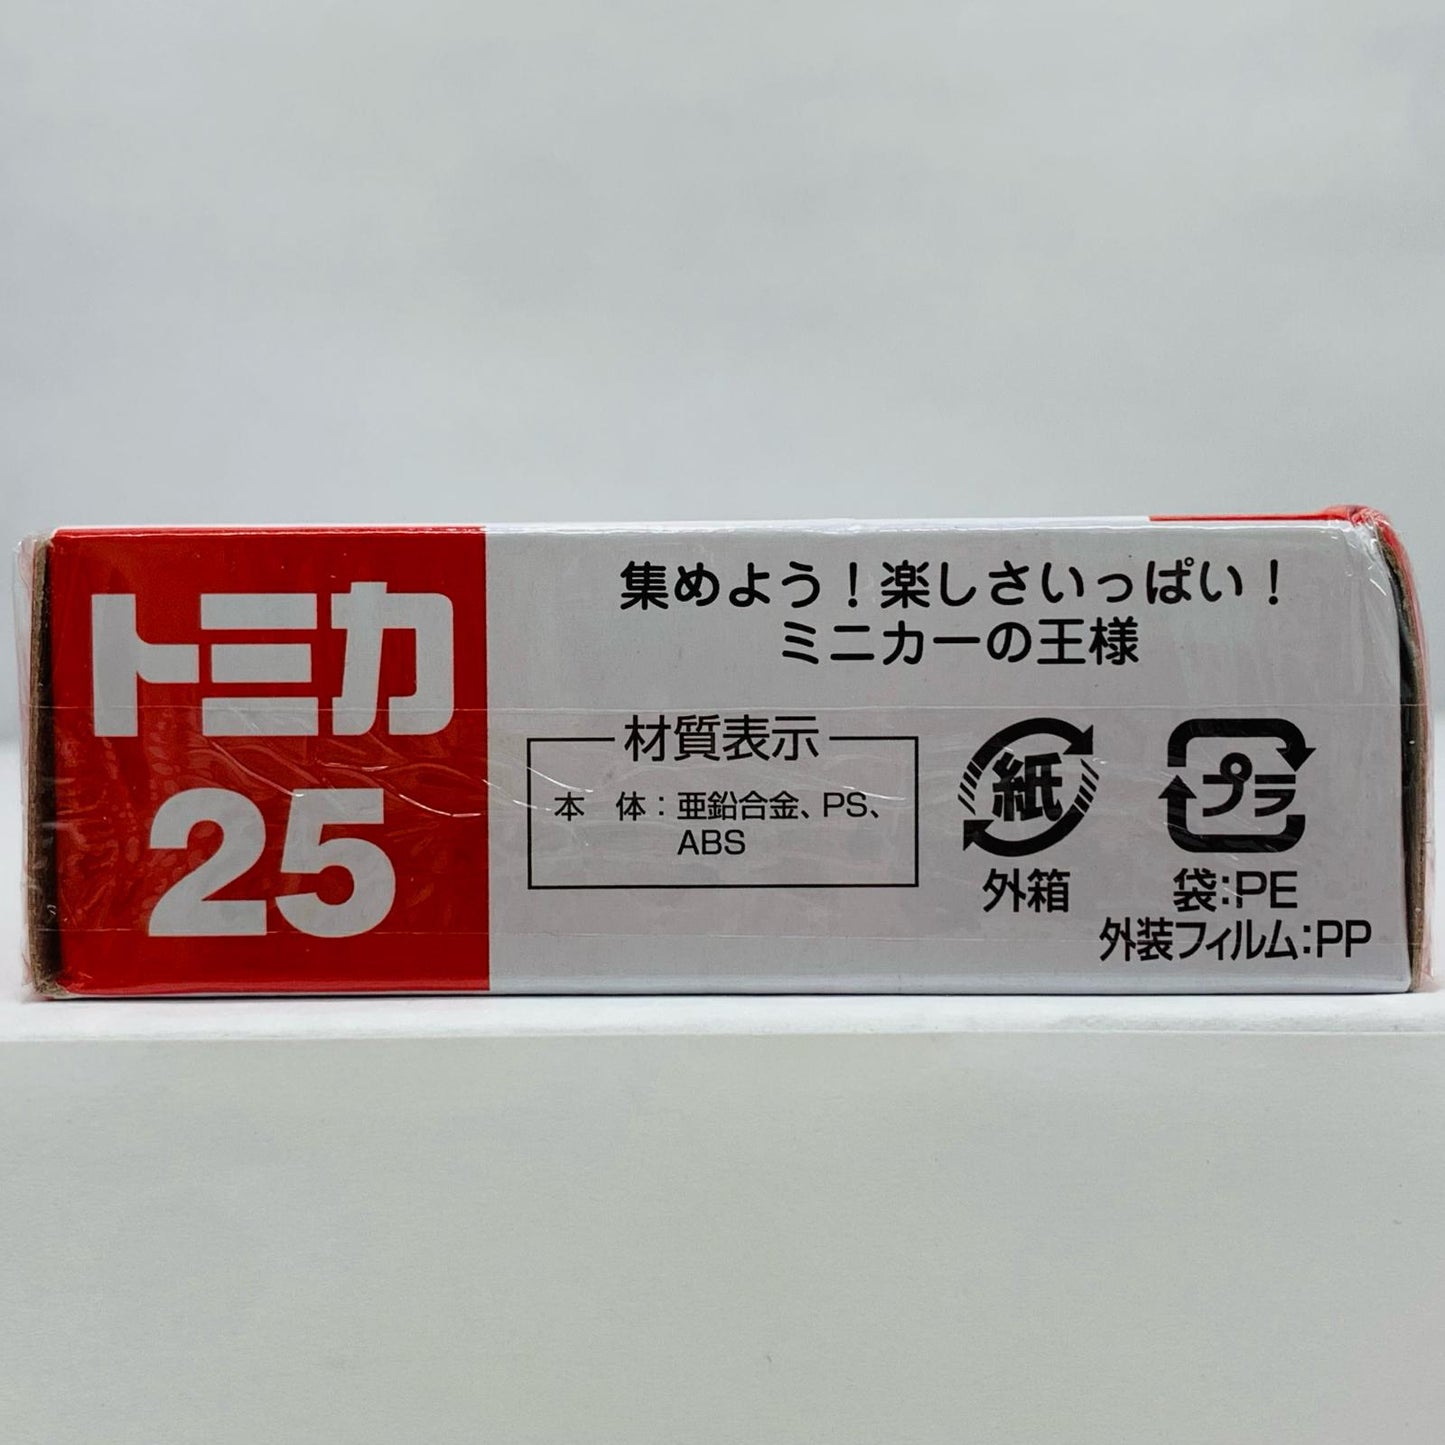 トミカ
25
集めよう!楽しさいっぱい!
ミニカーの王様
材質表示
本 体:亜鉛合金、PS、
ABS
紙
外箱
プラ
袋:PE
外装フィルム:PP